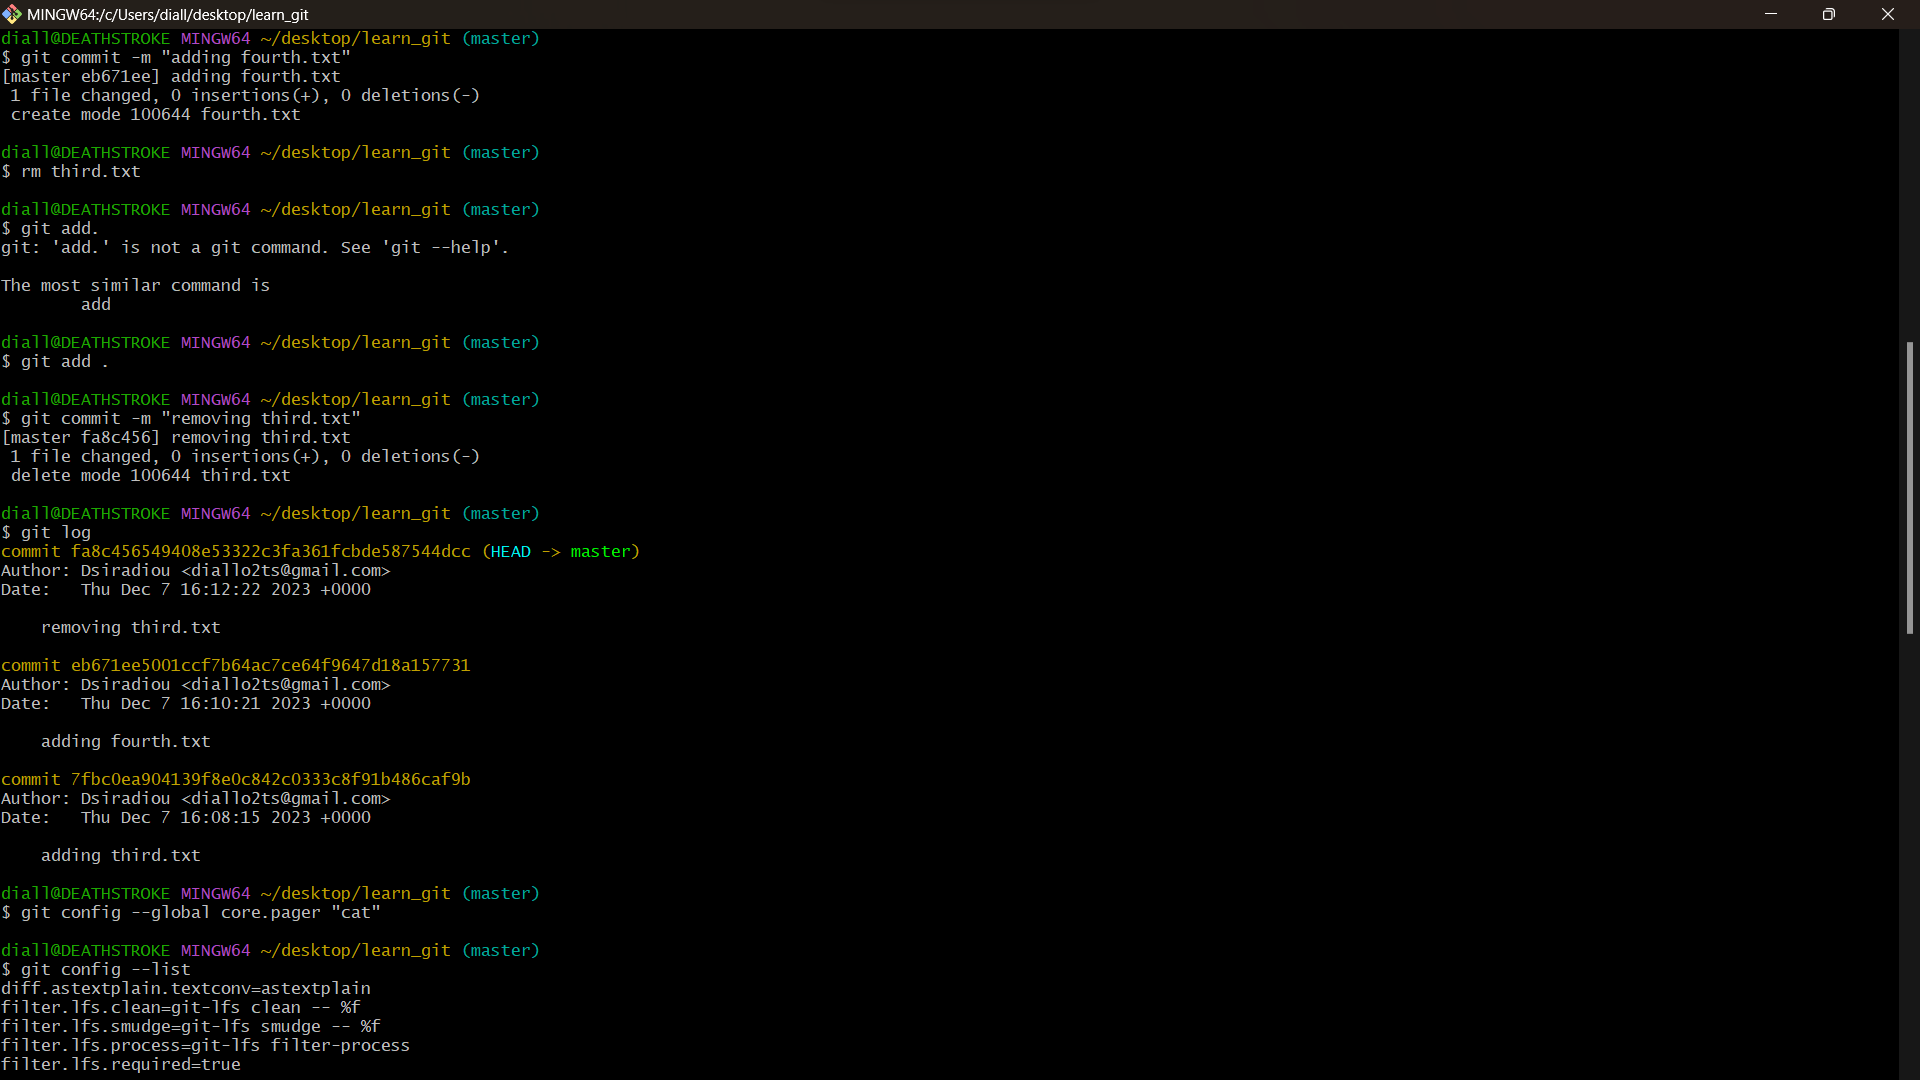 MINGW64:/c/Users/diall/desktop/learn_git
diall@DEATHSTROKE MINGW64 ~/desktop/learn_git (master)
$ git commit -m "adding fourth.txt"
[master eb671ee] adding fourth.txt
 1 file changed, 0 insertions(+), 0 deletions(-)
 create mode 100644 fourth.txt

diall@DEATHSTROKE MINGW64 ~/desktop/learn_git (master)
$ rm third.txt

diall@DEATHSTROKE MINGW64 ~/desktop/learn_git (master)
$ git add.
git: 'add.' is not a git command. See 'git --help'.

The most similar command is
        add

diall@DEATHSTROKE MINGW64 ~/desktop/learn_git (master)
$ git add .

diall@DEATHSTROKE MINGW64 ~/desktop/learn_git (master)
$ git commit -m "removing third.txt"
[master fa8c456] removing third.txt
 1 file changed, 0 insertions(+), 0 deletions(-)
 delete mode 100644 third.txt

diall@DEATHSTROKE MINGW64 ~/desktop/learn_git (master)
$ git log
commit fa8c456549408e53322c3fa361fcbde587544dcc (HEAD -> master)
Author: Dsiradiou <diallo2ts@gmail.com>
Date:   Thu Dec 7 16:12:22 2023 +0000

    removing third.txt

commit eb671ee5001ccf7b64ac7ce64f9647d18a157731
Author: Dsiradiou <diallo2ts@gmail.com>
Date:   Thu Dec 7 16:10:21 2023 +0000

    adding fourth.txt

commit 7fbc0ea904139f8e0c842c0333c8f91b486caf9b
Author: Dsiradiou <diallo2ts@gmail.com>
Date:   Thu Dec 7 16:08:15 2023 +0000

    adding third.txt

diall@DEATHSTROKE MINGW64 ~/desktop/learn_git (master)
$ git config --global core.pager "cat"

diall@DEATHSTROKE MINGW64 ~/desktop/learn_git (master)
$ git config --list
diff.astextplain.textconv=astextplain
filter.lfs.clean=git-lfs clean -- %f
filter.lfs.smudge=git-lfs smudge -- %f
filter.lfs.process=git-lfs filter-process
filter.lfs.required=true